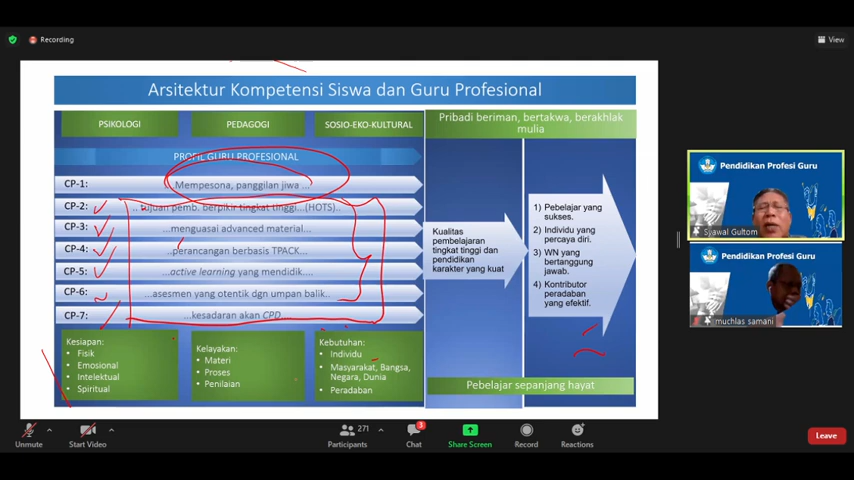 Recording
View
Arsitektur Kompetensi Siswa dan Guru Profesional
PSIKOLOGI
PEDAGOGI
SOSIO-EKO-KULTURAL
Pribadi beriman, bertakwa, berakhlak
mulia
PROFIL GURU PROFESIONAL
CP-1: ...Mempesona, panggilan jiwa ...
CP-2: .. tujuan pemb. berpikir tingkat tinggi...(HOTS)..
CP-3: ...menguasai advanced material...
CP-4: ...perancangan berbasis TPACK...
CP-5: ...active learning yang mendidik....
CP-6: ...asesmen yang otentik dgn umpan balik..
CP-7: ...kesadaran akan CPD....
Kualitas
pembelajaran
tingkat tinggi dan
pendidikan
karakter yang kuat
1) Pebelajar yang
sukses.
2) Individu yang
percaya diri.
3) WN yang
bertanggung
jawab.
4) Kontributor
peradaban
yang efektif.
Kesiapan:
• Fisik
• Emosional
• Intelektual
• Spiritual
Kelayakan:
• Materi
• Proses
• Penilaian
Kebutuhan:
• Individu
• Masyarakat, Bangsa,
Negara, Dunia
• Peradaban
Pebelajar sepanjang hayat
Pendidikan Profesi Guru
Syawal Gultom
Pendidikan Profesi Guru
muchlas samani
Unmute
Start Video
271
Participants
3
Chat
Share Screen
Record
Reactions
Leave